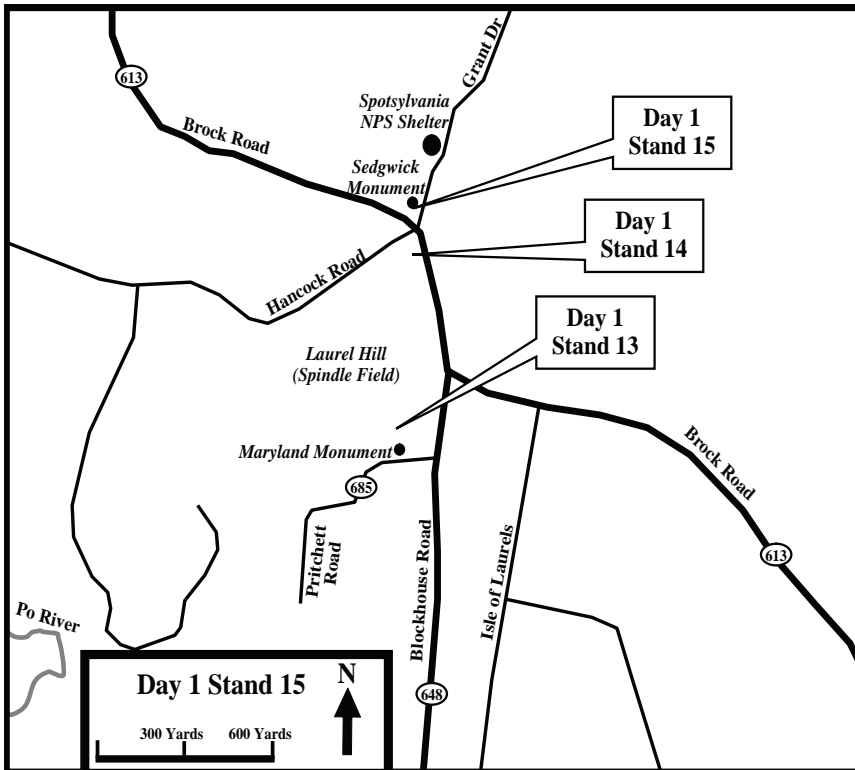 Grant Dr
613
Spotsylvania
NPS Shelter
Brock Road
Day 1
Stand 15
Sedgwick
Monument
Day 1
Stand 14
Hancock Road
Day 1
Stand 13
Laurel Hill
(Spindle Field)
Maryland Monument
Brock Road
685
Pritchett
Road
Blockhouse Road
Isle of Laurels
613
Po River
Day 1 Stand 15
N
648
300 Yards
600 Yards